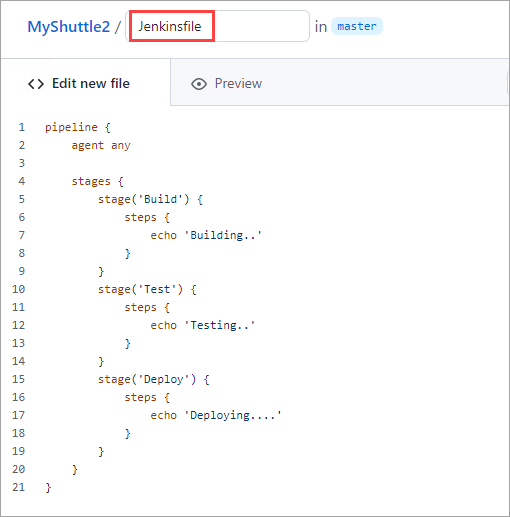 MyShuttle2 / Jenkinsfile in master
<> Edit new file Preview
1 pipeline {
2     agent any
3
4     stages {
5         stage('Build') {
6             steps {
7                 echo 'Building..'
8             }
9         }
10         stage('Test') {
11             steps {
12                 echo 'Testing..'
13             }
14         }
15         stage('Deploy') {
16             steps {
17                 echo 'Deploying....'
18             }
19         }
20     }
21 }